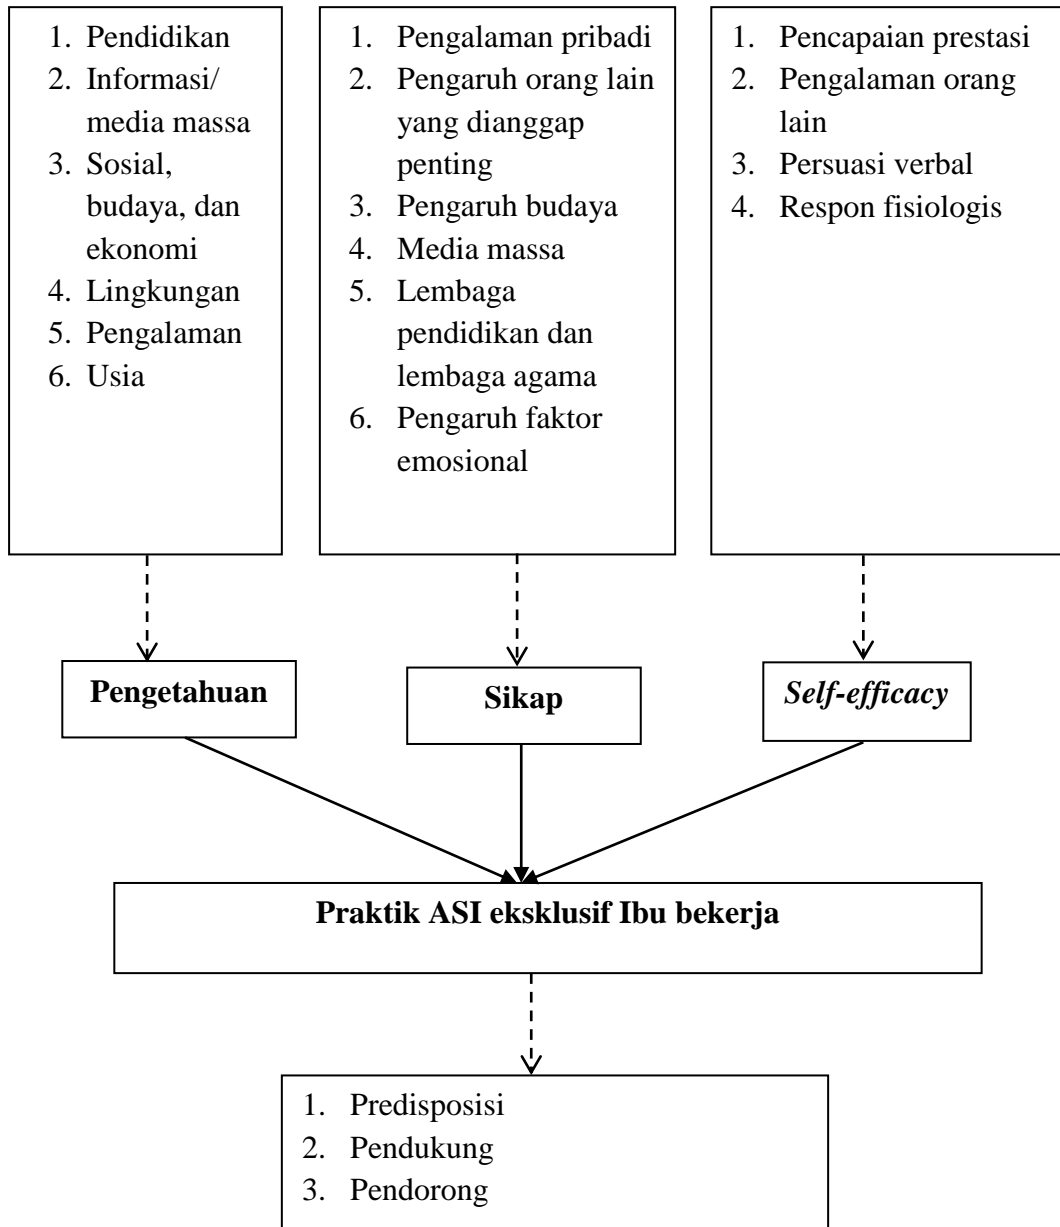 1. Pendidikan
2. Informasi/
media massa
3. Sosial,
budaya, dan
ekonomi
4. Lingkungan
5. Pengalaman
6. Usia
1. Pengalaman pribadi
2. Pengaruh orang lain
yang dianggap
penting
3. Pengaruh budaya
4. Media massa
5. Lembaga
pendidikan dan
lembaga agama
6. Pengaruh faktor
emosional
1. Pencapaian prestasi
2. Pengalaman orang
lain
3. Persuasi verbal
4. Respon fisiologis
Pengetahuan
Sikap
Self-efficacy
Praktik ASI eksklusif Ibu bekerja
1. Predisposisi
2. Pendukung
3. Pendorong